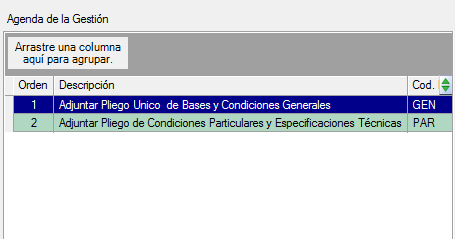 Agenda de la Gestión
Arrastre una columna
aquí para agrupar.
Orden Descripción Cod.
1 Adjuntar Pliego Unico de Bases y Condiciones Generales GEN
2 Adjuntar Pliego de Condiciones Particulares y Especificaciones Técnicas PAR